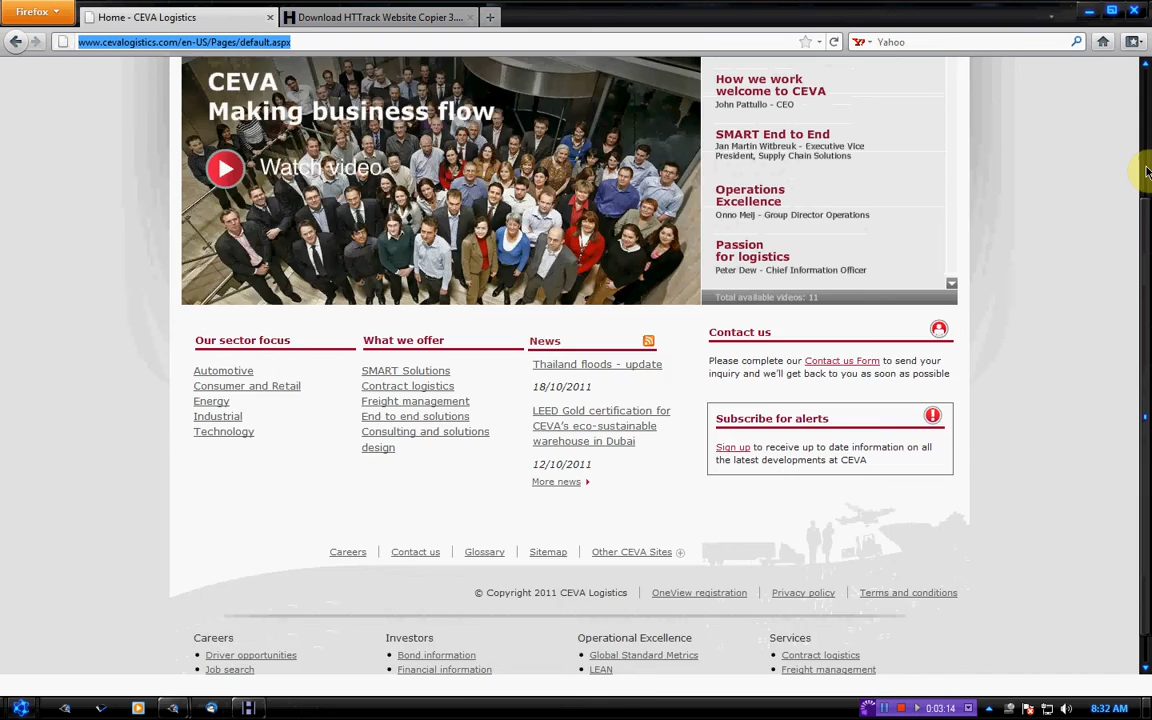 Firefox
Home - CEVA Logistics
Download HTTrack Website Copier 3....
www.cevalogistics.com/en-US/Pages/default.aspx
Yahoo
CEVA
Making business flow
Watch video
How we work
welcome to CEVA
John Pattullo - CEO
SMART End to End
Jan Martin Witbreuk - Executive Vice
President, Supply Chain Solutions
Operations
Excellence
Onno Meij - Group Director Operations
Passion
for logistics
Peter Dew - Chief Information Officer
Total available videos: 11
Our sector focus
Automotive
Consumer and Retail
Energy
Industrial
Technology
What we offer
SMART Solutions
Contract logistics
Freight management
End to end solutions
Consulting and solutions
design
News
Thailand floods - update
18/10/2011
LEED Gold certification for
CEVA's eco-sustainable
warehouse in Dubai
12/10/2011
More news
Contact us
Please complete our Contact us Form to send your
inquiry and we'll get back to you as soon as possible
Subscribe for alerts
Sign up to receive up to date information on all
the latest developments at CEVA
Careers
Contact us
Glossary
Sitemap
Other CEVA Sites
© Copyright 2011 CEVA Logistics
OneView registration
Privacy policy
Terms and conditions
Careers
Driver opportunities
Job search
Investors
Bond information
Financial information
Operational Excellence
Global Standard Metrics
LEAN
Services
Contract logistics
Freight management
0:03:14
8:32 AM